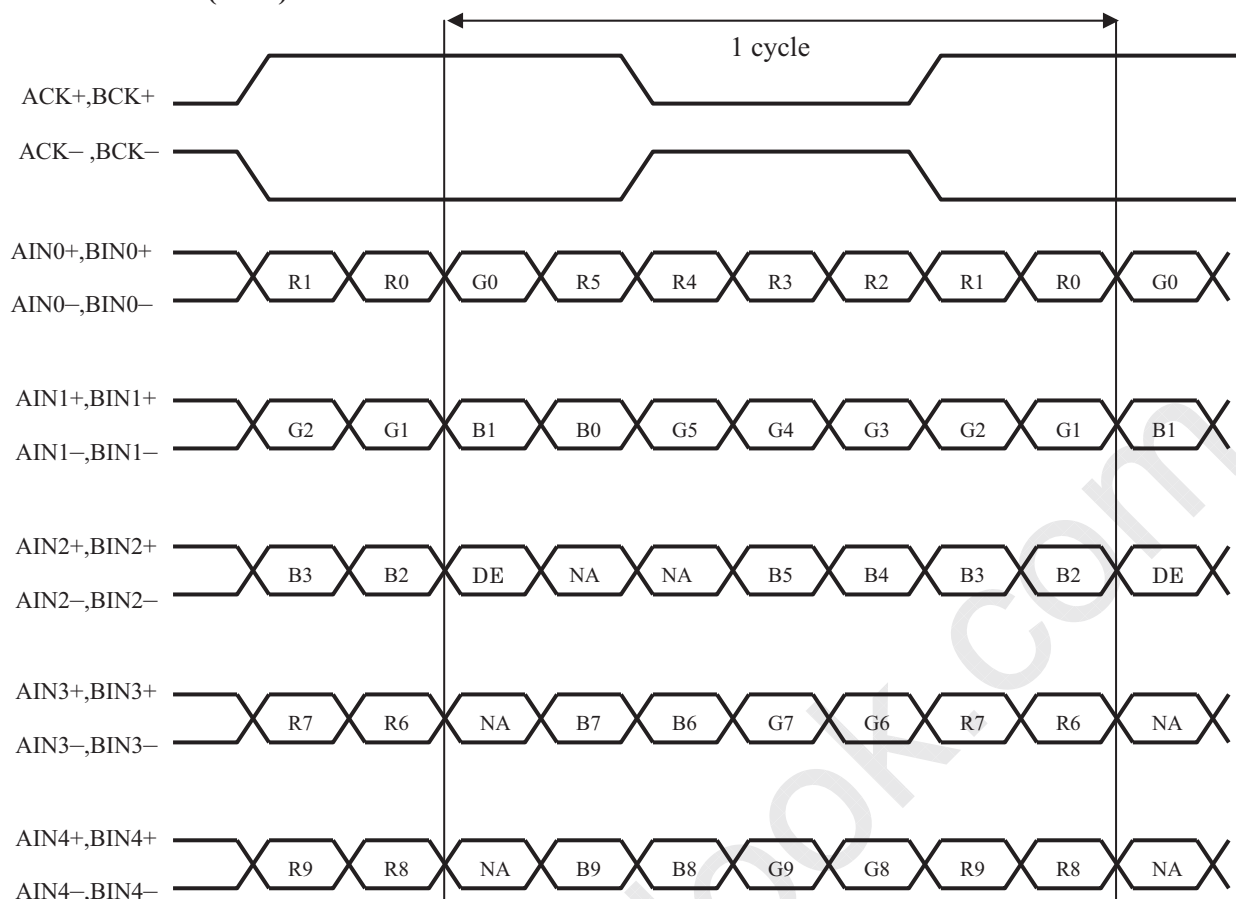 1 cycle
ACK+,BCK+
ACK− ,BCK−
AIN0+,BIN0+
R1 R0 G0 R5 R4 R3 R2 R1 R0 G0
AIN0−,BIN0−
AIN1+,BIN1+
G2 G1 B1 B0 G5 G4 G3 G2 G1 B1
AIN1−,BIN1−
AIN2+,BIN2+
B3 B2 DE NA NA B5 B4 B3 B2 DE
AIN2−,BIN2−
AIN3+,BIN3+
R7 R6 NA B7 B6 G7 G6 R7 R6 NA
AIN3−,BIN3−
AIN4+,BIN4+
R9 R8 NA B9 B8 G9 G8 R9 R8 NA
AIN4−,BIN4−
ook.com